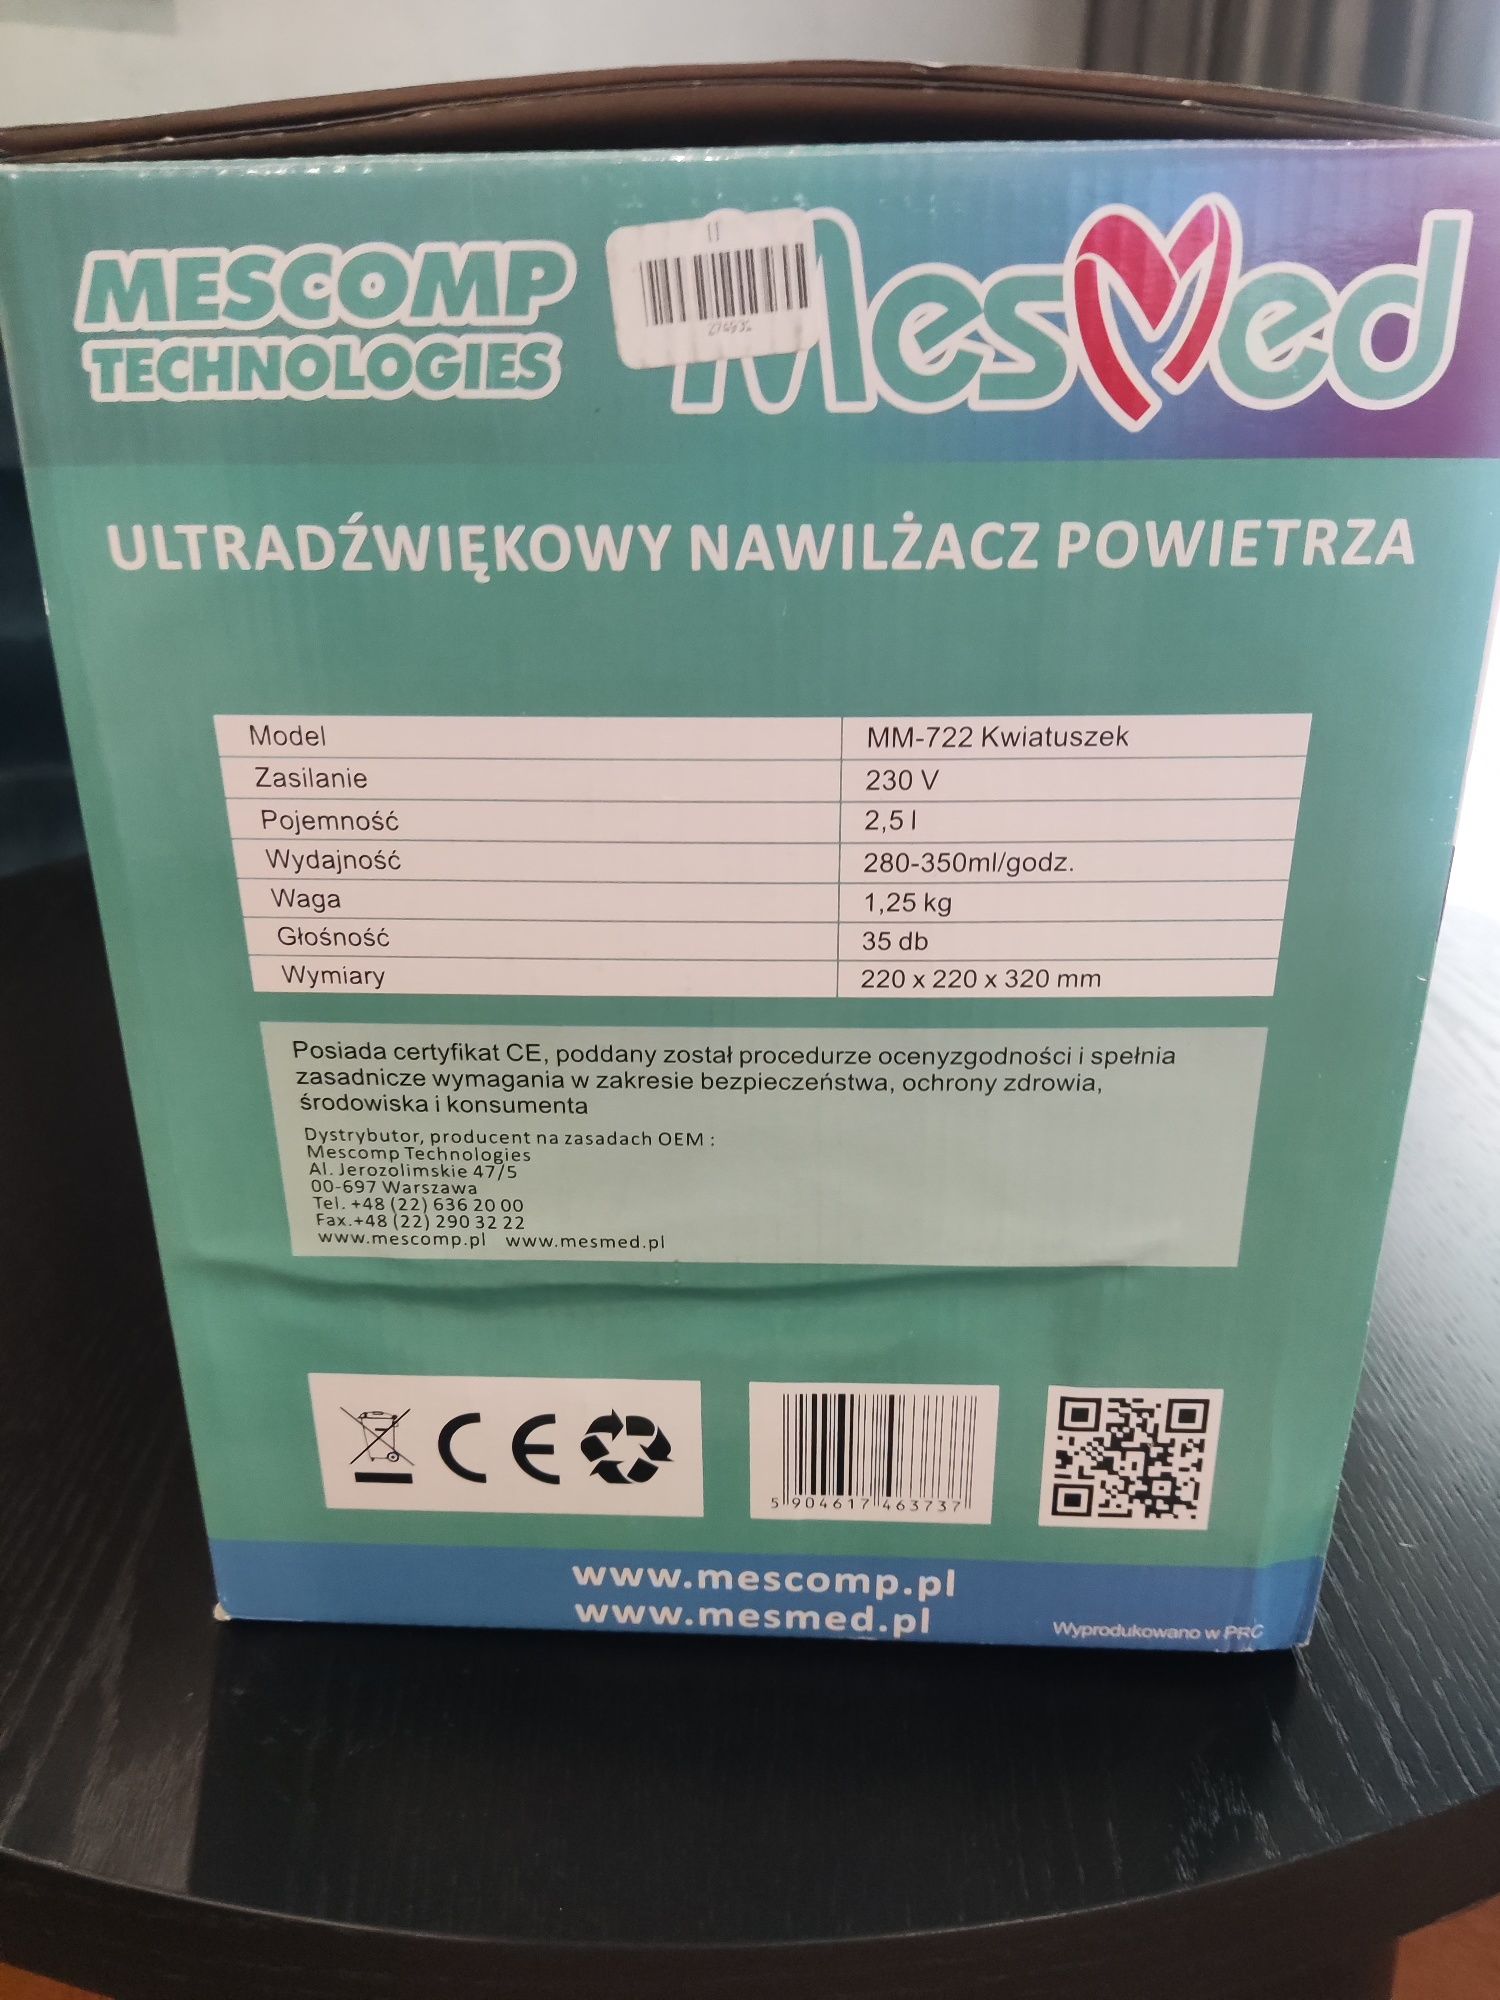 MESCOMP
TECHNOLOGIES
MesMed
ULTRADŹWIĘKOWY NAWILŻACZ POWIETRZA
Model MM-722 Kwiatuszek
Zasilanie 230 V
Pojemność 2,5 l
Wydajność 280-350ml/godz.
Waga 1,25 kg
Głośność 35 db
Wymiary 220 x 220 x 320 mm
Posiada certyfikat CE, poddany został procedurze ocenyzgodności i spełnia
zasadnicze wymagania w zakresie bezpieczeństwa, ochrony zdrowia,
środowiska i konsumenta
Dystrybutor, producent na zasadach OEM :
Mescomp Technologies
Al. Jerozolimskie 47/5
00-697 Warszawa
Tel. +48 (22) 636 20 00
Fax.+48 (22) 290 32 22
www.mescomp.pl www.mesmed.pl
CE
5 904617 463737
www.mescomp.pl
www.mesmed.pl
Wyprodukowano w PRC